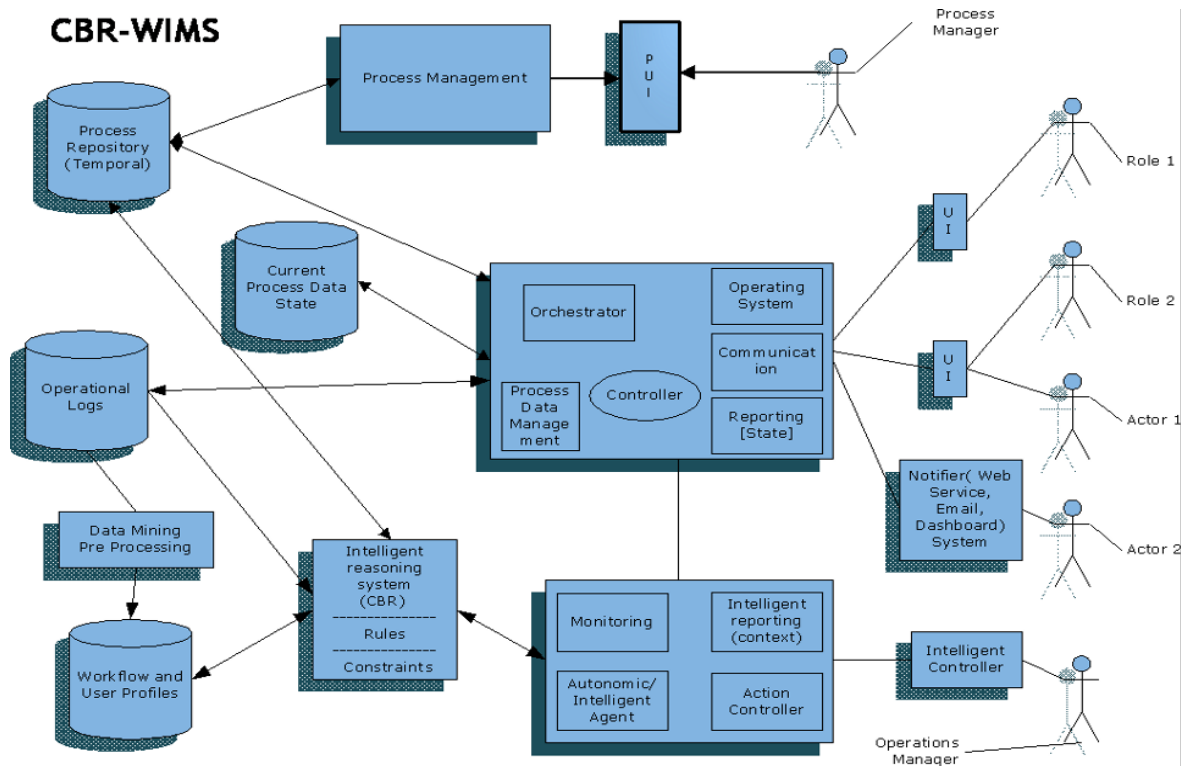 CBR-WIMS
Process
Manager
Process Management
P
U
I
Process
Repository
(Temporal)
Role 1
U
I
Current
Process Data
State
Operating
System
Orchestrator
Role 2
Communicat
ion
U
I
Operational
Logs
Process
Data
Manage
ment
Controller
Reporting
[State]
Actor 1
Notifier( Web
Service,
Email,
Dashboard)
System
Data Mining
Pre Processing
Intelligent
reasoning
system
(CBR)
--------------
Rules
--------------
Constraints
Actor 2
Monitoring
Intelligent
reporting
(context)
Workflow and
User Profiles
Autonomic/
Intelligent
Agent
Action
Controller
Intelligent
Controller
Operations
Manager